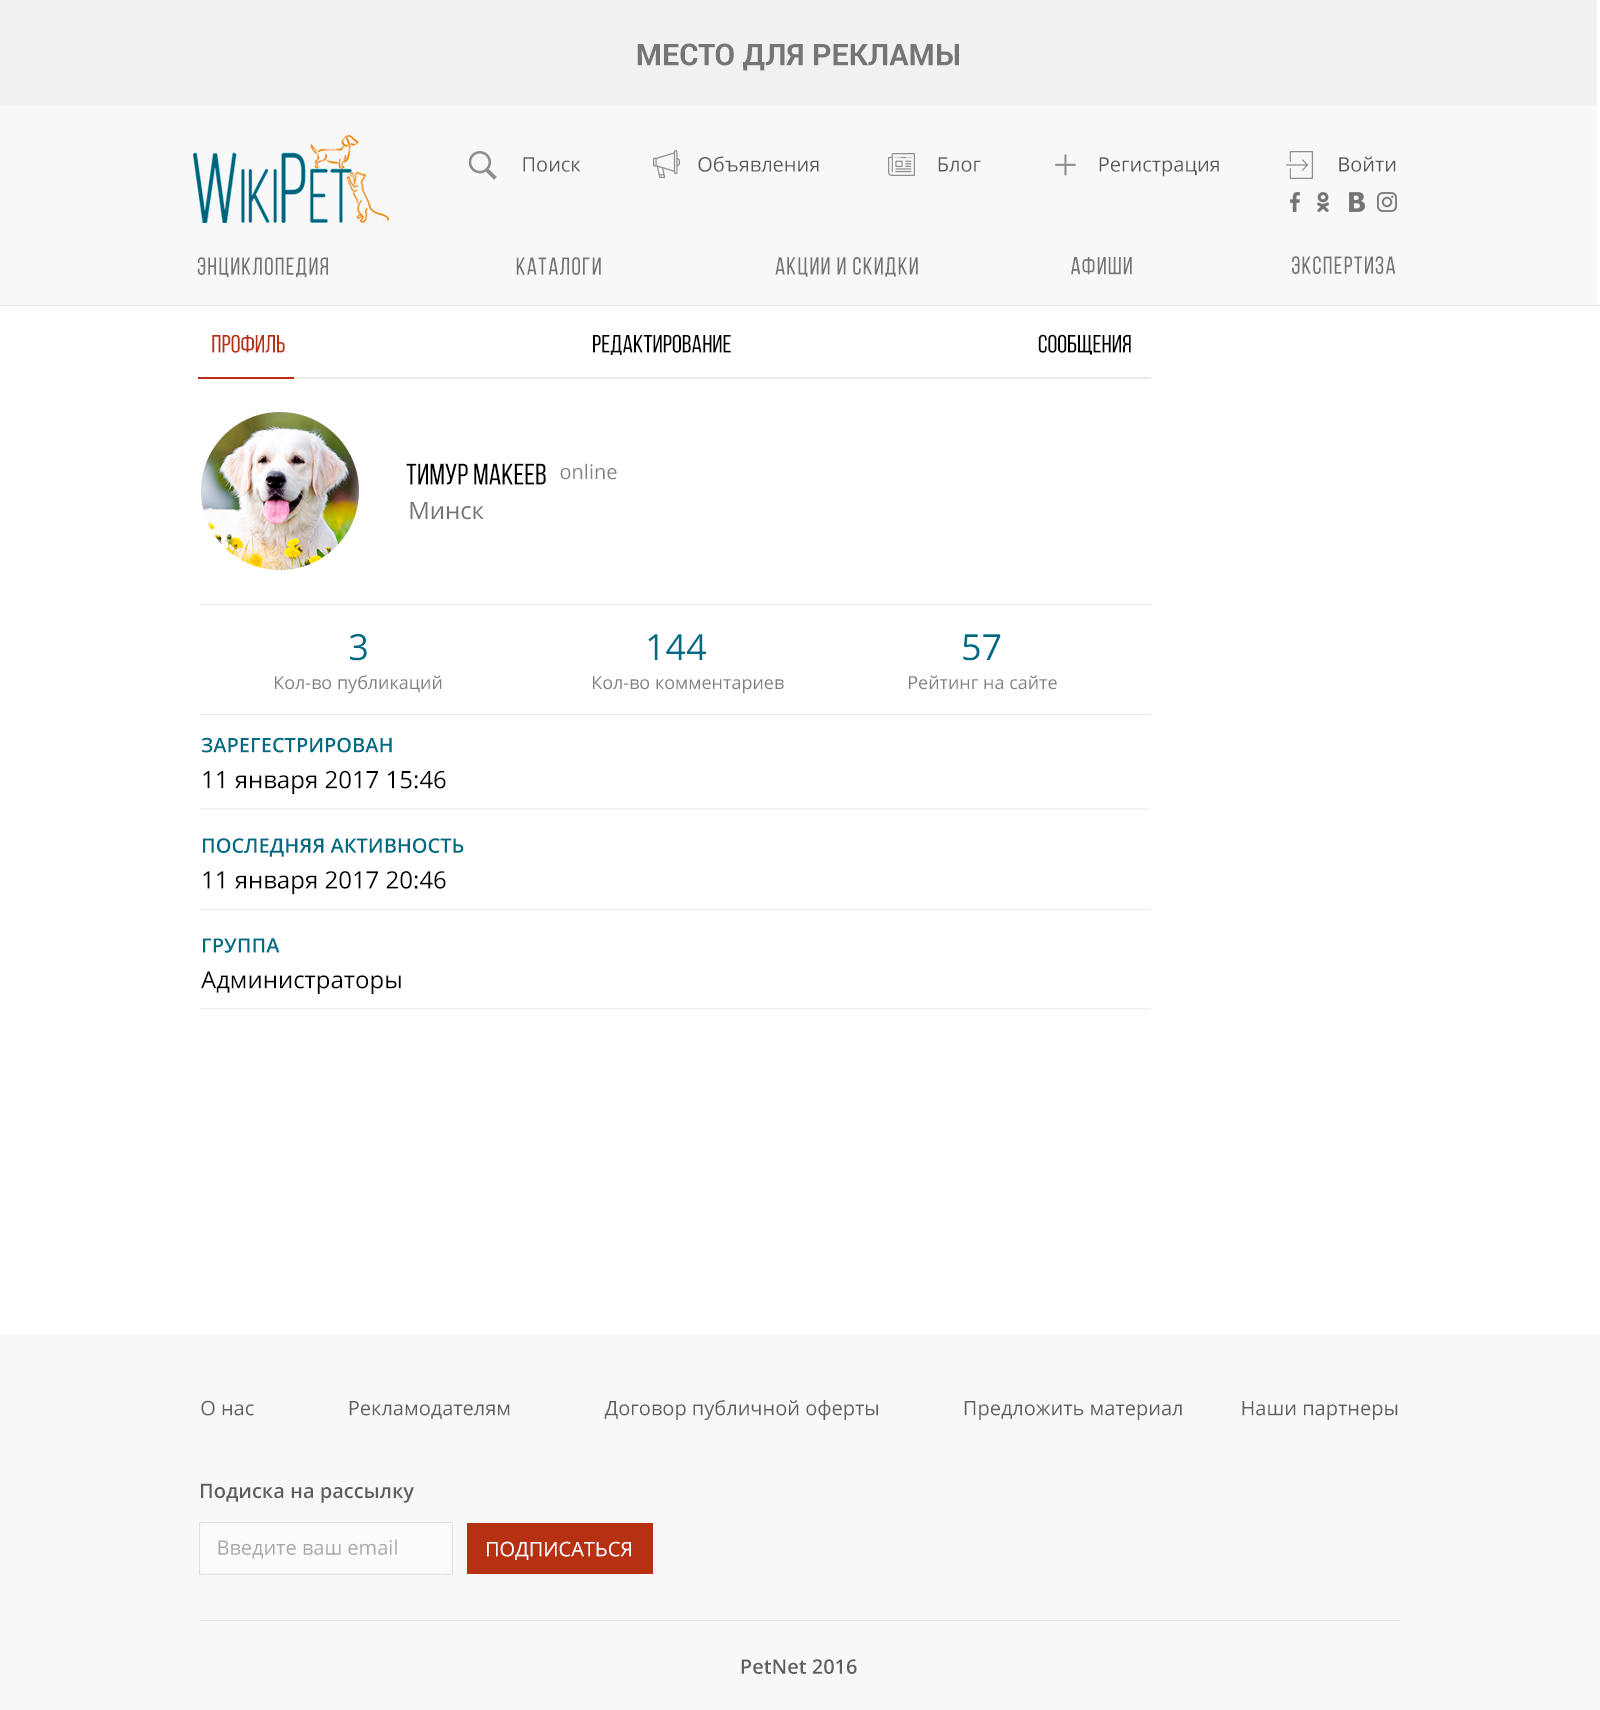 МЕСТО ДЛЯ РЕКЛАМЫ
WIKIPET
Поиск Объявления Блог Регистрация Войти
ЭНЦИКЛОПЕДИЯ КАТАЛОГИ АКЦИИ И СКИДКИ АФИШИ ЭКСПЕРТИЗА
ПРОФИЛЬ РЕДАКТИРОВАНИЕ СООБЩЕНИЯ
ТИМУР МАКЕЕВ online
Минск
3 144 57
Кол-во публикаций Кол-во комментариев Рейтинг на сайте
ЗАРЕГЕСТРИРОВАН
11 января 2017 15:46
ПОСЛЕДНЯЯ АКТИВНОСТЬ
11 января 2017 20:46
ГРУППА
Администраторы
О нас Рекламодателям Договор публичной оферты Предложить материал Наши партнеры
Подиска на рассылку
Введите ваш email ПОДПИСАТЬСЯ
PetNet 2016